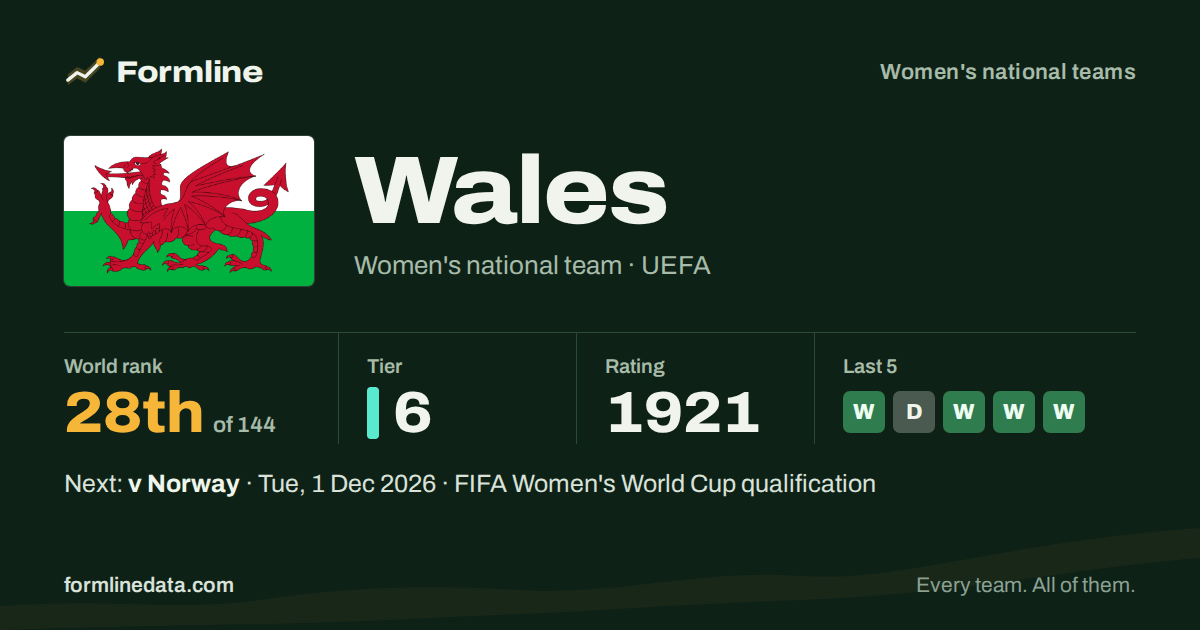 Formline
Women's national teams
Wales
Women's national team · UEFA
World rank
28th of 144
Tier
6
Rating
1921
Last 5
W D W W W
Next: v Norway · Tue, 1 Dec 2026 · FIFA Women's World Cup qualification
formlinedata.com
Every team. All of them.